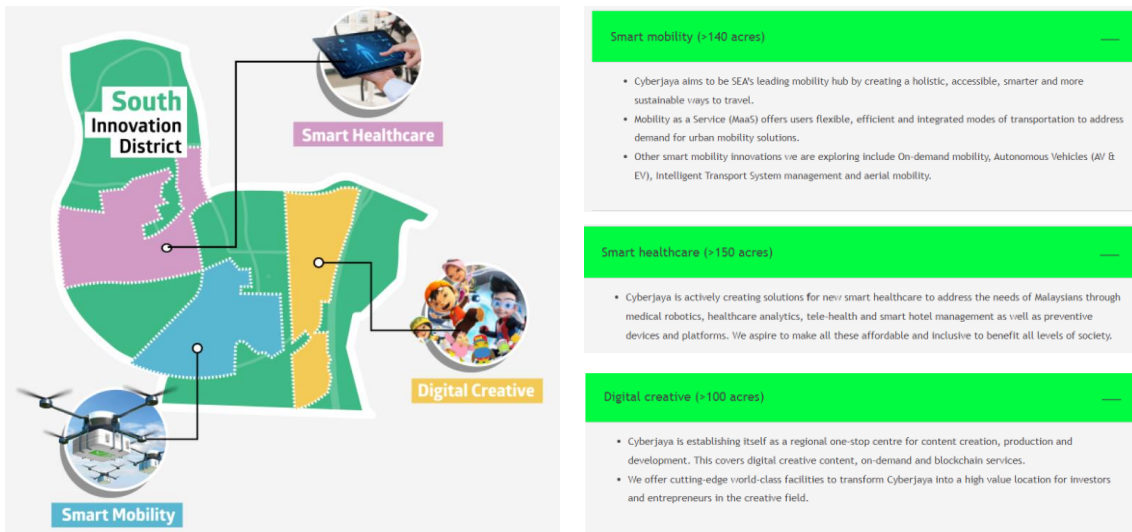 South
Innovation
District
Smart Healthcare
Digital Creative
Smart Mobility
Smart mobility (>140 acres)
• Cyberjaya aims to be SEA's leading mobility hub by creating a holistic, accessible, smarter and more
sustainable ways to travel.
• Mobility as a Service (MaaS) offers users flexible, efficient and integrated modes of transportation to address
demand for urban mobility solutions.
• Other smart mobility innovations we are exploring include On-demand mobility, Autonomous Vehicles (AV &
EV), Intelligent Transport System management and aerial mobility.
Smart healthcare (>150 acres)
• Cyberjaya is actively creating solutions for new smart healthcare to address the needs of Malaysians through
medical robotics, healthcare analytics, tele-health and smart hotel management as well as preventive
devices and platforms. We aspire to make all these affordable and inclusive to benefit all levels of society.
Digital creative (>100 acres)
• Cyberjaya is establishing itself as a regional one-stop centre for content creation, production and
development. This covers digital creative content, on-demand and blockchain services.
• We offer cutting-edge world-class facilities to transform Cyberjaya into a high value location for investors
and entrepreneurs in the creative field.